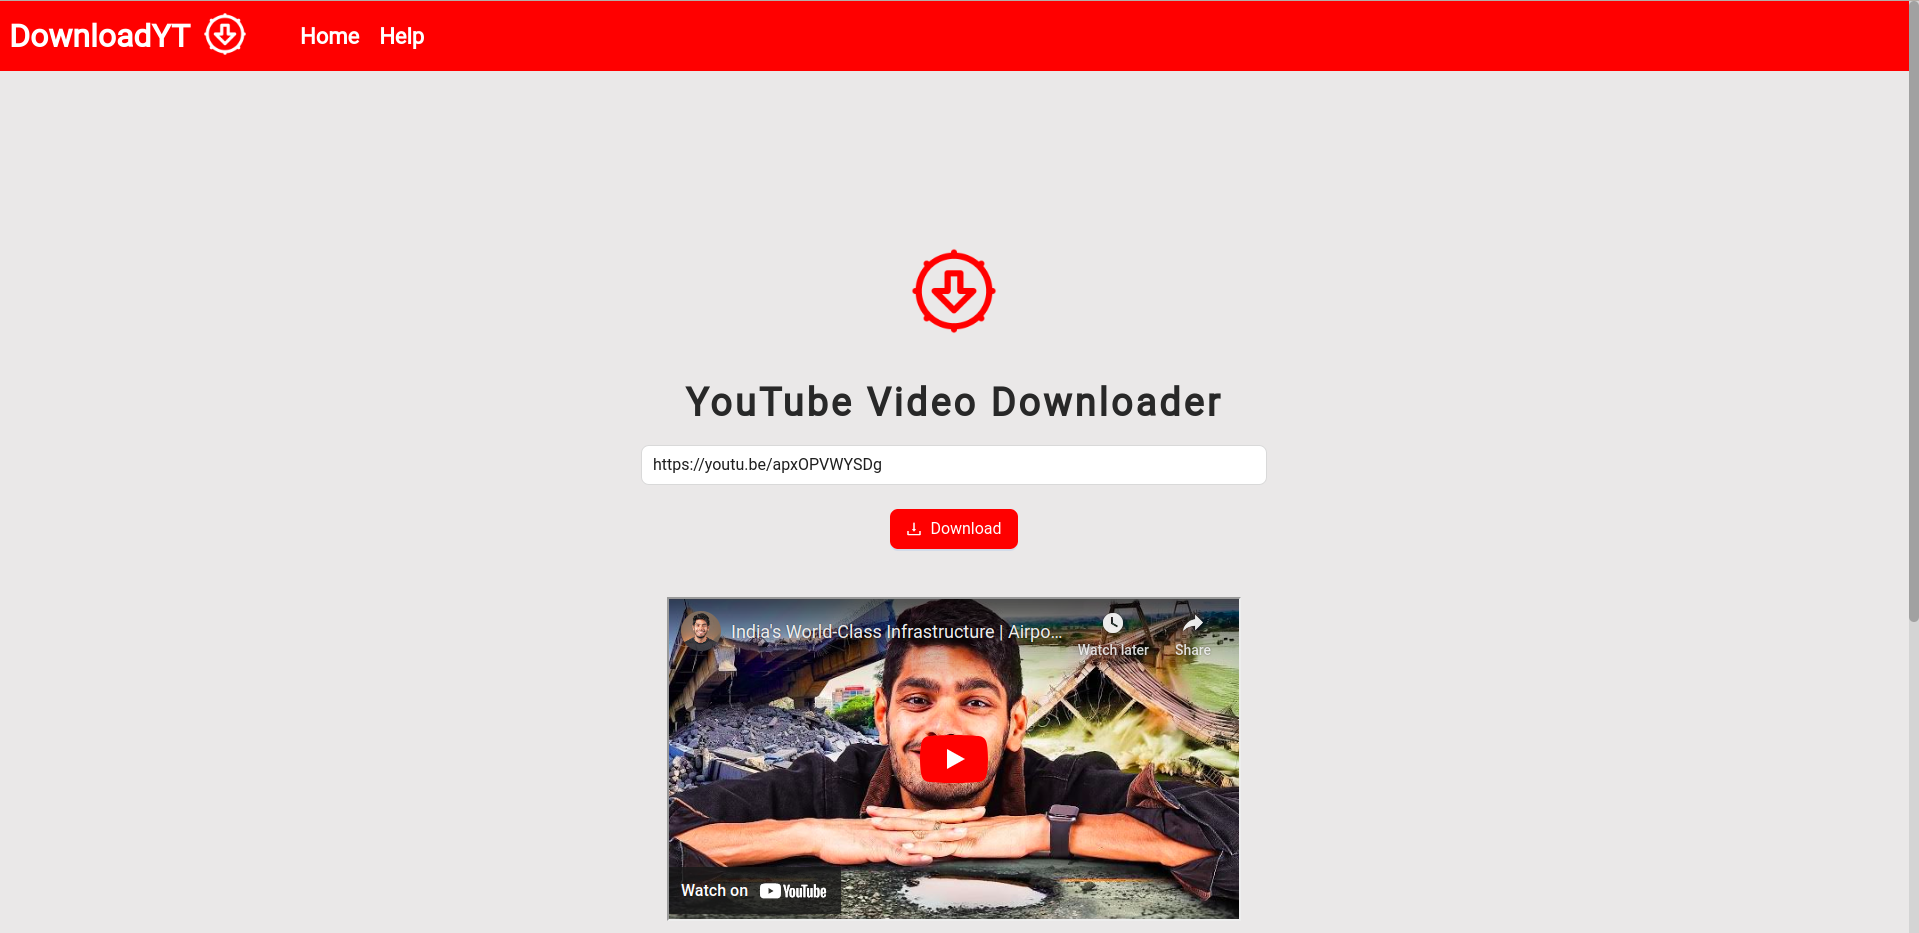 DownloadYT
Home
Help
YouTube Video Downloader
https://youtu.be/apxOPVWYSDg
Download
India's World-Class Infrastructure | Airpo...
Watch later
Share
Watch on YouTube